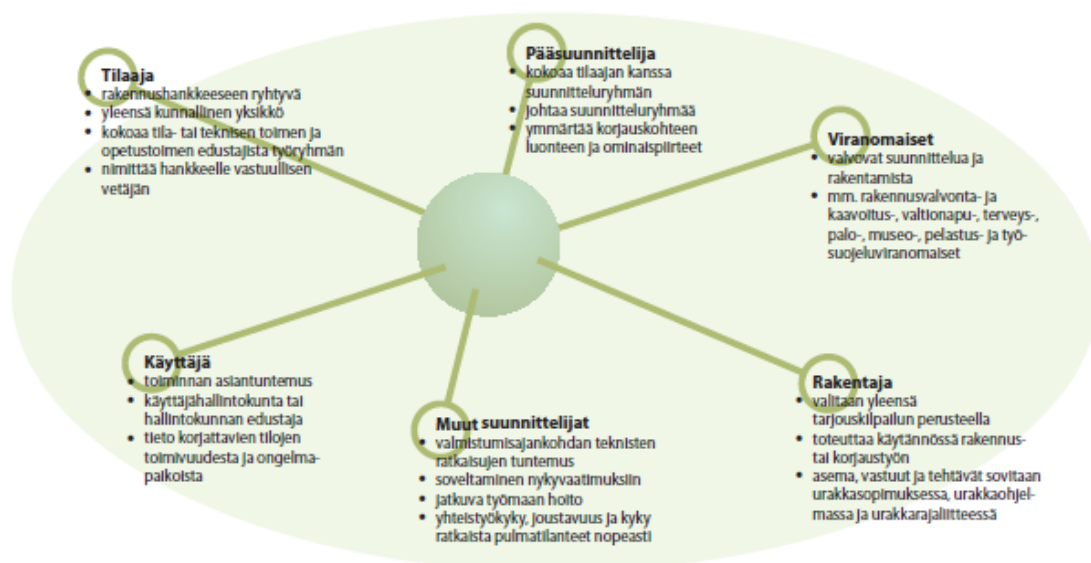 Tilaaja
• rakennushankkeeseen ryhtyvä
• yleensä kunnallinen yksikkö
• kokoaa tila- tai teknisen toimen ja
opetustoimen edustajista työryhmän
• nimittää hankkeelle vastuullisen
vetäjän
Pääsuunnittelija
• kokoaa tilaajan kanssa
suunnitteluryhmän
• johtaa suunnitteluryhmää
• ymmärtää korjauskohteen
luonteen ja ominaispiirteet
Viranomaiset
• valvovat suunnittelua ja
rakentamista
• mm. rakennusvalvonta- ja
kaavoitus-, valtionapu-, terveys-,
palo-, museo-, pelastus- ja työ-
suojeluviranomaiset
Käyttäjä
• toiminnan asiantuntemus
• käyttäjähallintokunta tai
hallintokunnan edustaja
• tieto korjattavien tilojen
toimivuudesta ja ongelma-
paikoista
Muut suunnittelijat
• valmistumisajankohdan teknisten
ratkaisujen tuntemus
• soveltaminen nykyvaatimuksiin
• jatkuva työmaan hoito
• yhteistyökyky, joustavuus ja kyky
ratkaista pulmatilanteet nopeasti
Rakentaja
• valitaan yleensä
tarjouskilpailun perusteella
• toteuttaa käytännössä rakennus-
tai korjaustyön
• asema, vastuut ja tehtävät sovitaan
urakkasopimuksessa, urakkaohjel-
massa ja urakkarajaliitteessä